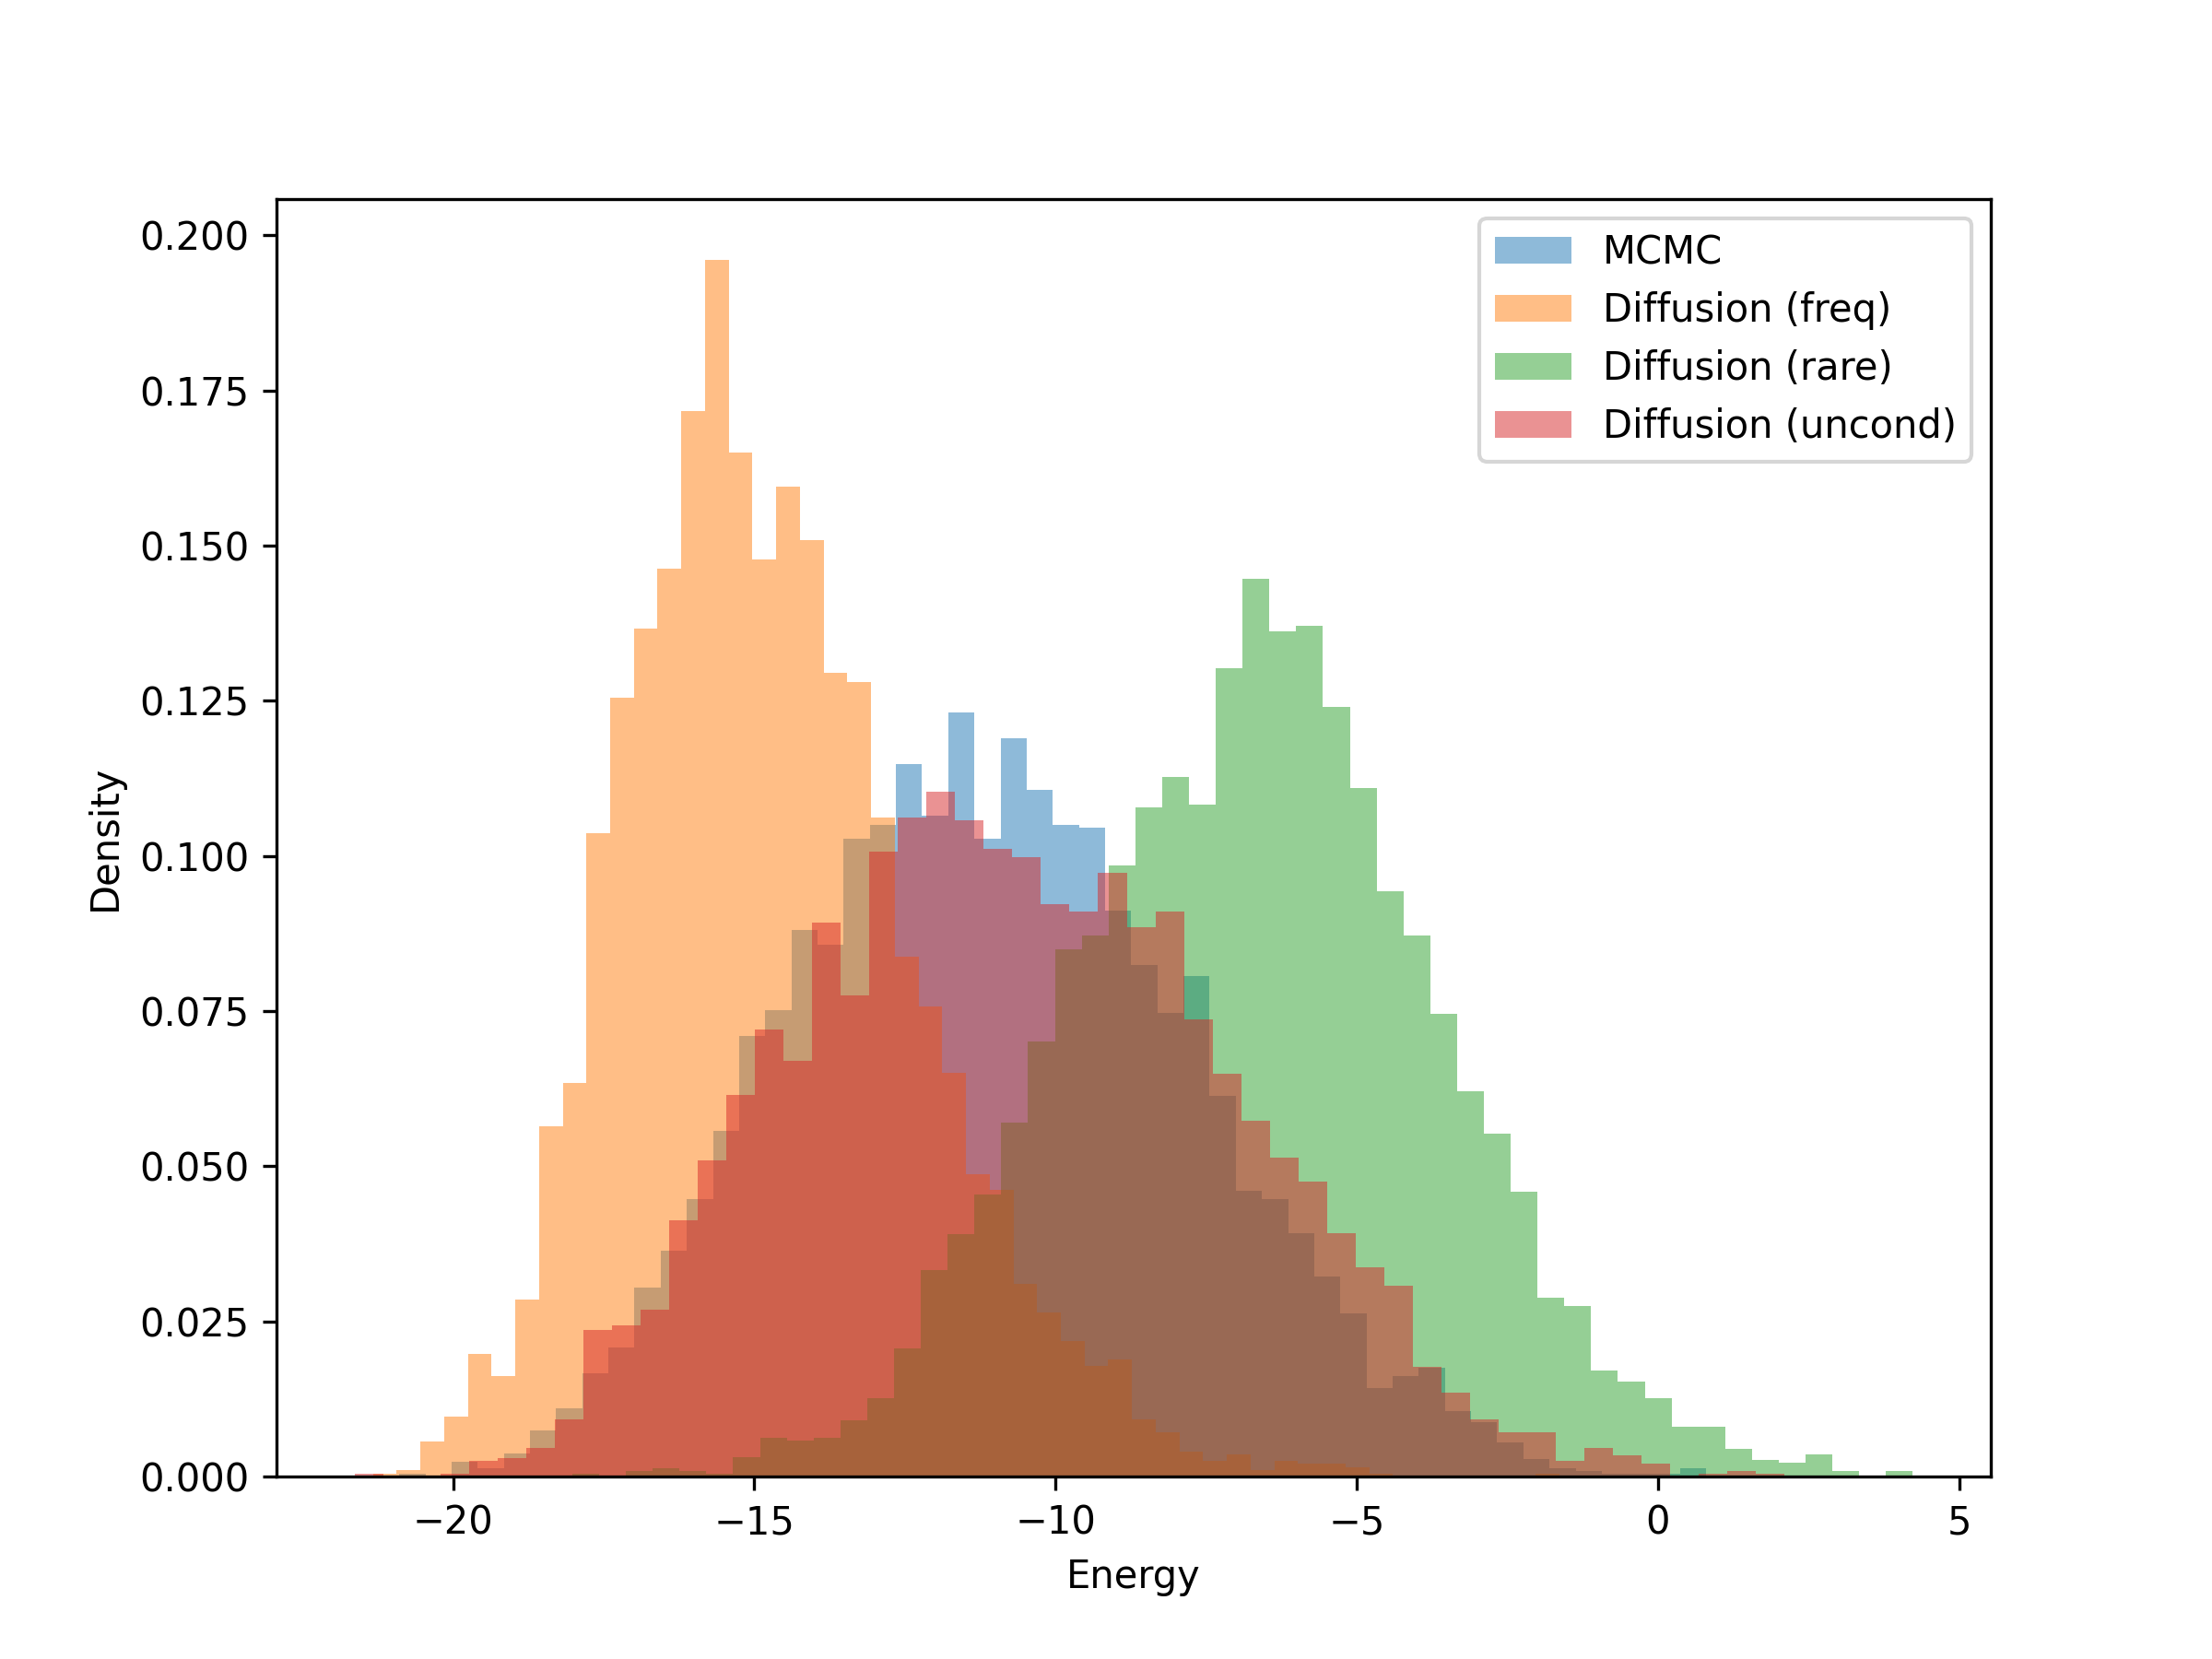 MCMC
Diffusion (freq)
Diffusion (rare)
Diffusion (uncond)
0.200
0.175
0.150
0.125
0.100
0.075
0.050
0.025
0.000
Density
−20 −15 −10 −5 0 5
Energy